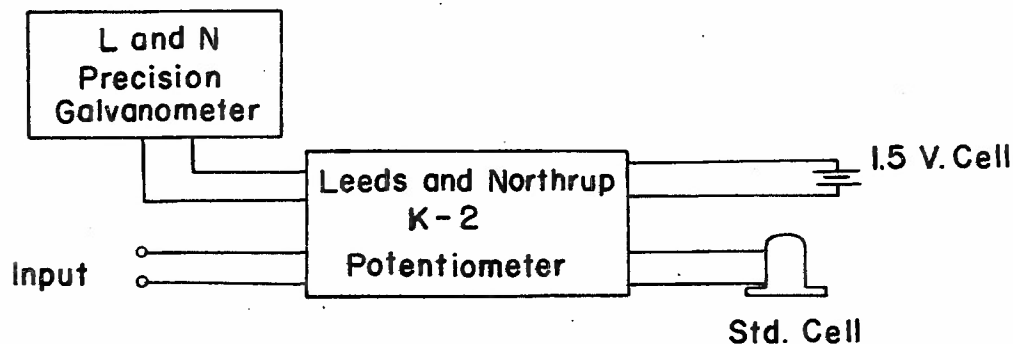 L and N
Precision
Galvanometer
1.5 V. Cell
Leeds and Northrup
K-2
Potentiometer
Input
Std. Cell